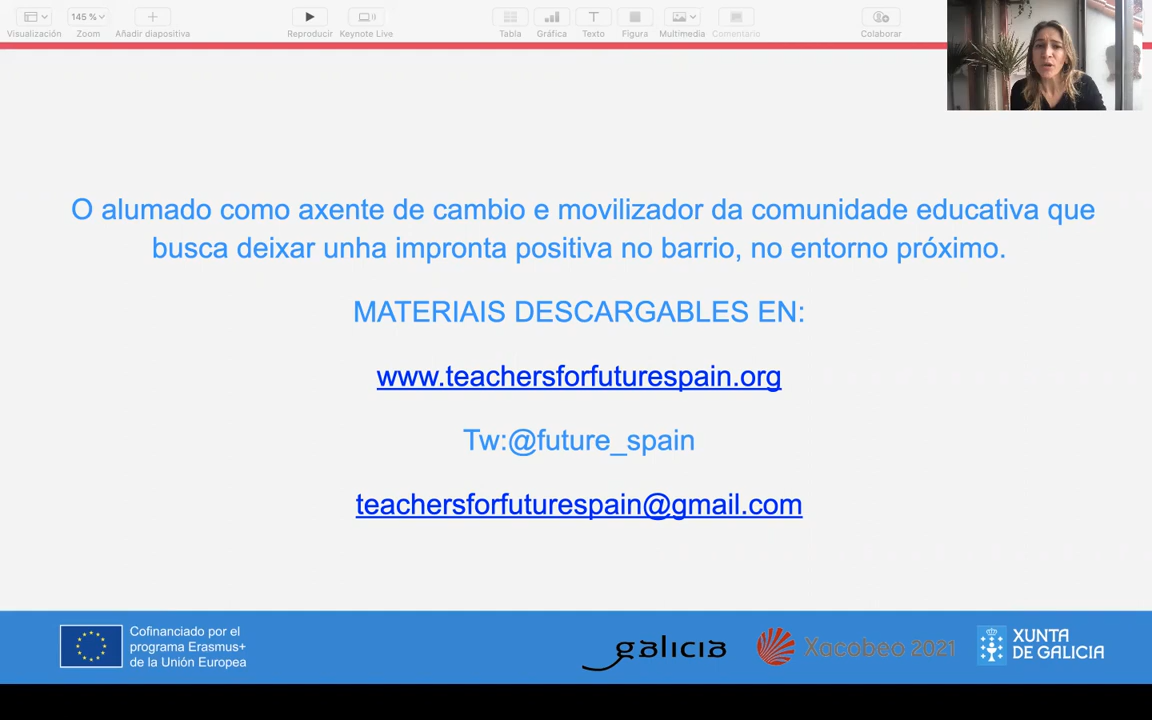 145 %
Visualización
Zoom
Añadir diapositiva
Reproducir
Keynote Live
Tabla
Gráfica
Texto
Figura
Multimedia
Comentario
Colaborar
O alumado como axente de cambio e movilizador da comunidade educativa que
busca deixar unha impronta positiva no barrio, no entorno próximo.
MATERIAIS DESCARGABLES EN:
www.teachersforfuturespain.org
Tw:@future_spain
teachersforfuturespain@gmail.com
Cofinanciado por el
programa Erasmus+
de la Unión Europea
galicia
Xacobeo 2021
XUNTA
DE GALICIA